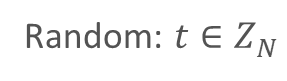 Random: t ∈ Z_N